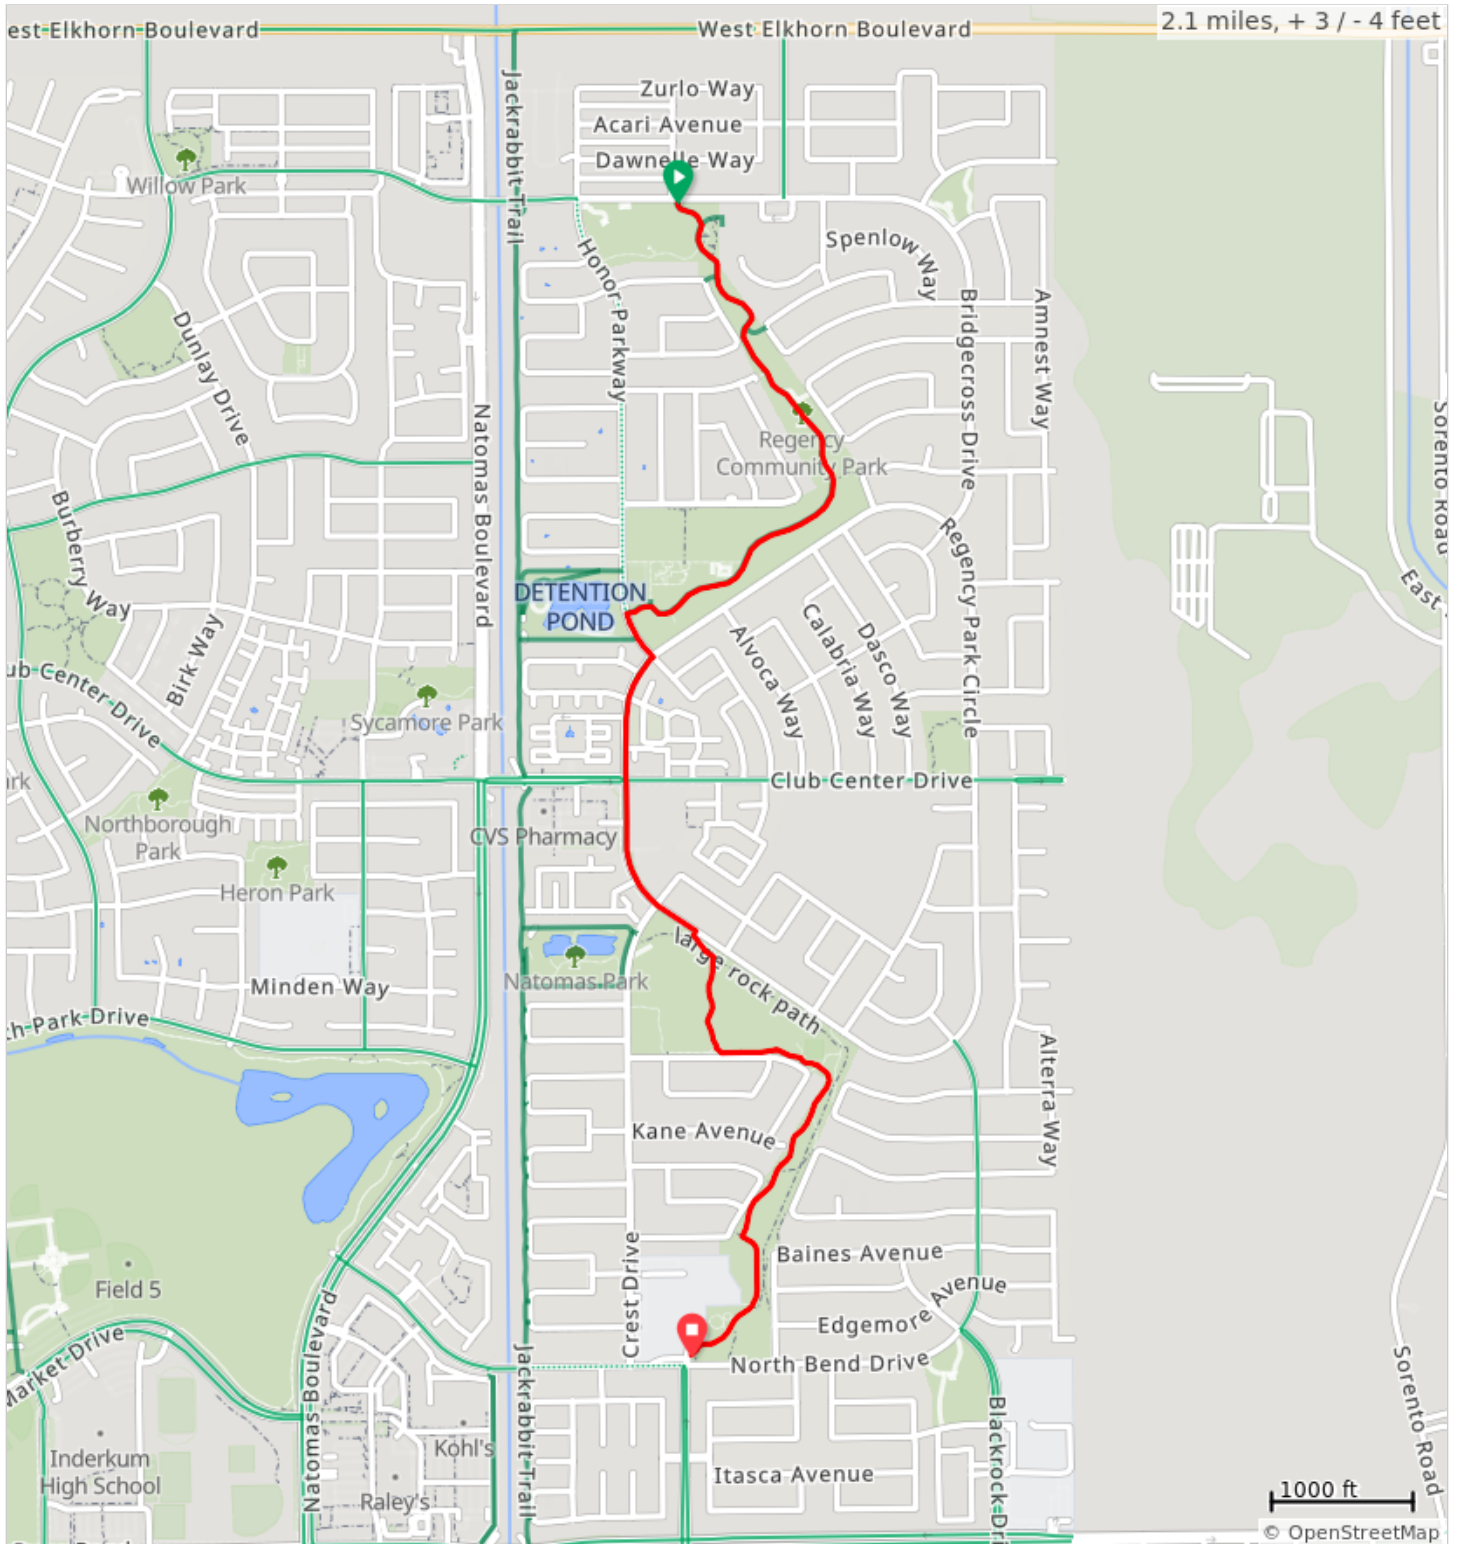 est Elkhorn Boulevard
West Elkhorn Boulevard
2.1 miles, + 3 / - 4 feet
Zurlo Way
Acari Avenue
Dawnelle Way
Willow Park
Jackrabbit Trail
Honor Parkway
Spenlow Way
Bridgecross Drive
Amnest Way
Dunlay Drive
Natomas Boulevard
Sorento Road
Regency
Community Park
Burberry Way
Regency Park Circle
East
DETENTION
POND
Birk Way
Alvoca Way
Calabria Way
Dasco Way
ub Center Drive
Sycamore Park
Club Center Drive
ark
Northborough
Park
CVS Pharmacy
Heron Park
large rock path
Natomas Park
Minden Way
th Park Drive
Alterra Way
Kane Avenue
Crest Drive
Baines Avenue
Field 5
Edgemore Avenue
Market Drive
Natomas Boulevard
Jackrabbit Trail
North Bend Drive
Sorento Road
Blackrock Dri
Kohl's
Inderkum
High School
Itasca Avenue
Raley's
1000 ft
© OpenStreetMap